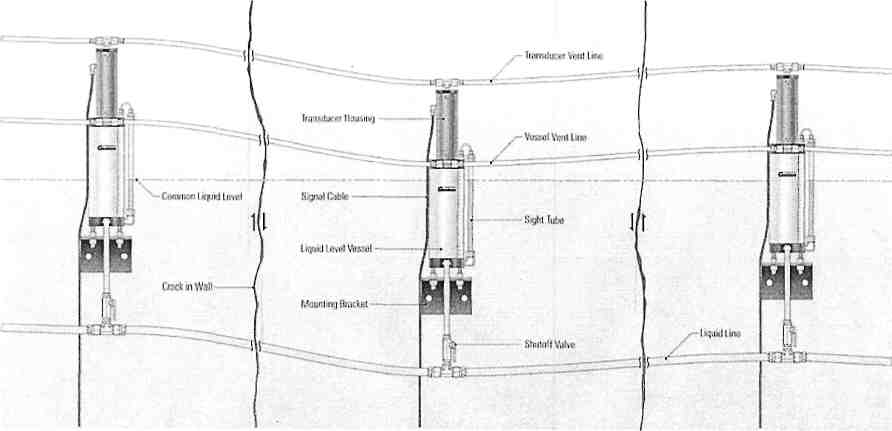 Transducer Vent Line
Transducer Housing
Vessel Vent Line
Common Liquid Level
Signal Cable
Sight Tube
Liquid Level Vessel
Crack in Wall
Mounting Bracket
Liquid Line
Shutoff Valve